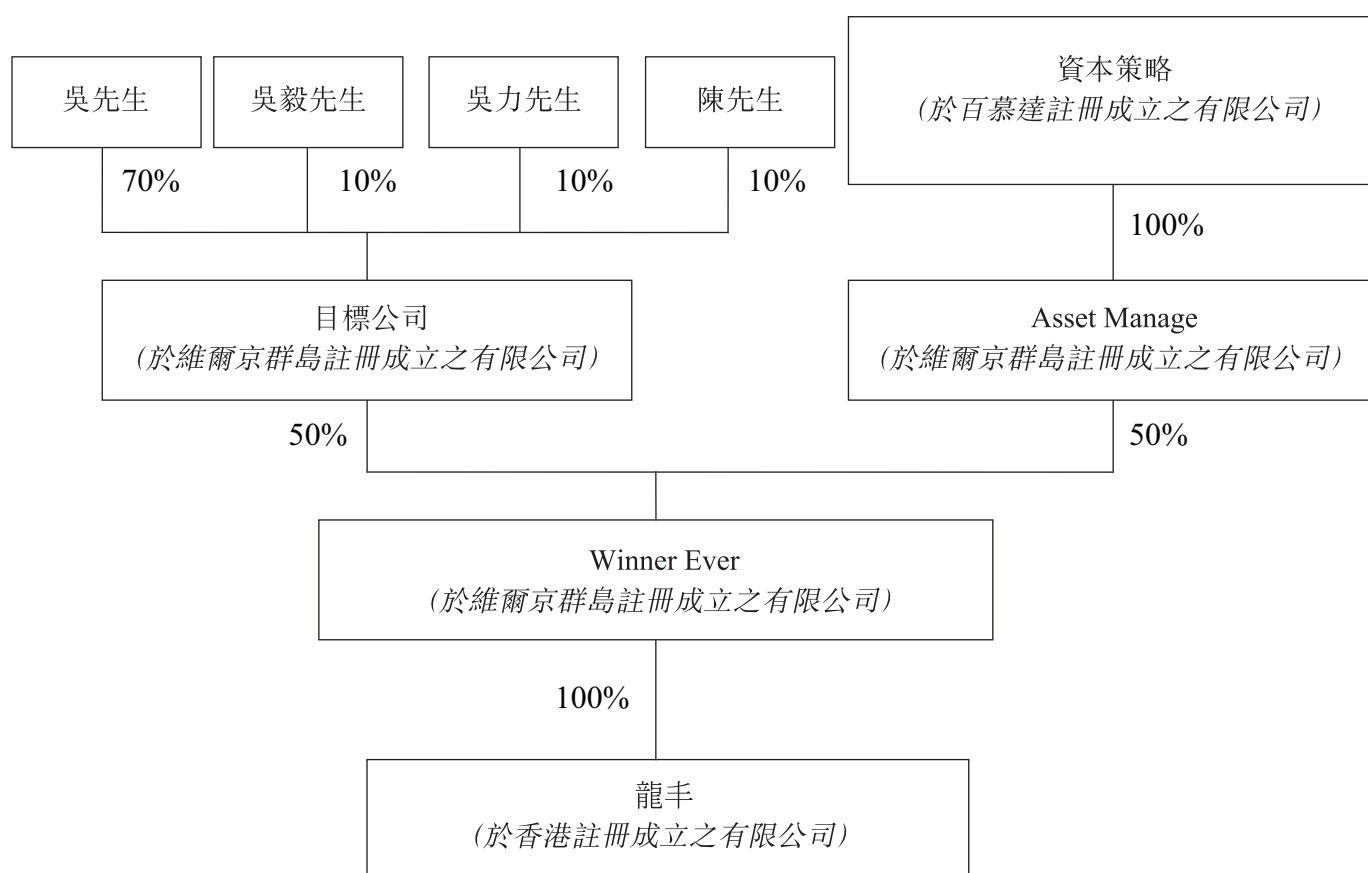 吳先生
吳毅先生
吳力先生
陳先生
資本策略
(於百慕達註冊成立之有限公司)
70%
10%
10%
10%
100%
目標公司
(於維爾京群島註冊成立之有限公司)
Asset Manage
(於維爾京群島註冊成立之有限公司)
50%
50%
Winner Ever
(於維爾京群島註冊成立之有限公司)
100%
龍丰
(於香港註冊成立之有限公司)